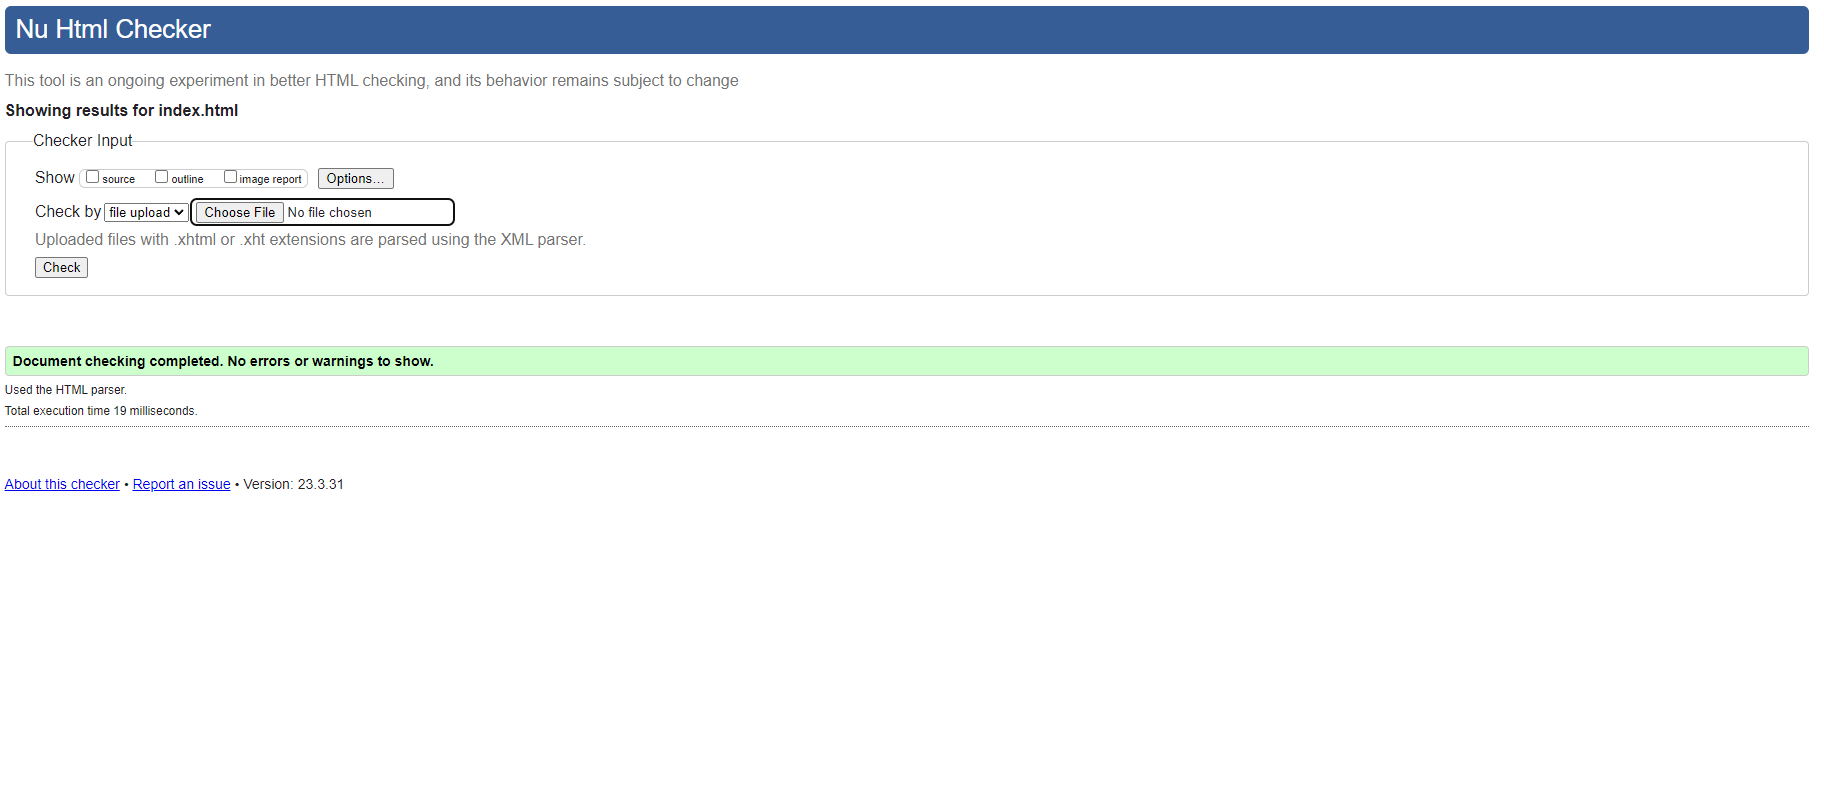 Nu Html Checker
This tool is an ongoing experiment in better HTML checking, and its behavior remains subject to change
Showing results for index.html
Checker Input
Show source outline image report Options...
Check by file upload Choose File No file chosen
Uploaded files with .xhtml or .xht extensions are parsed using the XML parser.
Check
Document checking completed. No errors or warnings to show.
Used the HTML parser.
Total execution time 19 milliseconds.
About this checker • Report an issue • Version: 23.3.31